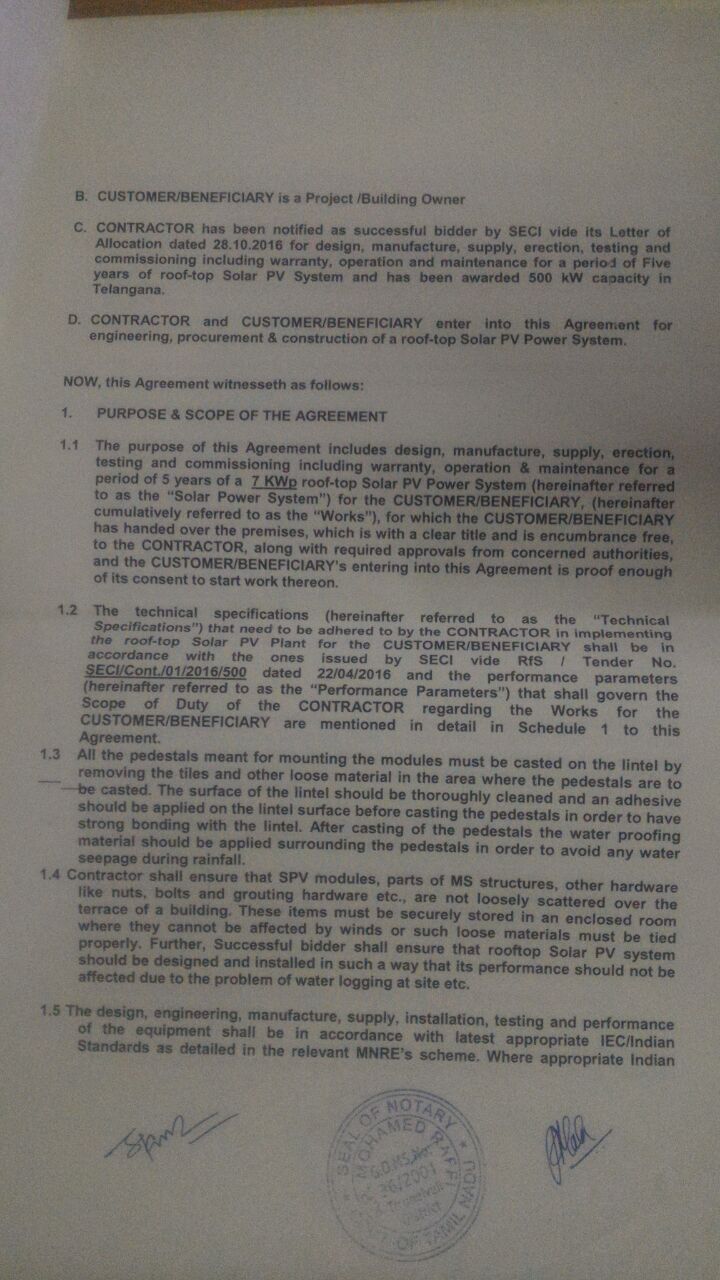 B. CUSTOMER/BENEFICIARY is a Project /Building Owner
C. CONTRACTOR has been notified as successful bidder by SECI vide its Letter of
Allocation dated 28.10.2016 for design, manufacture, supply, erection, testing and
commissioning including warranty, operation and maintenance for a period of Five
years of roof-top Solar PV System and has been awarded 500 kW capacity in
Telangana.
D. CONTRACTOR and CUSTOMER/BENEFICIARY enter into this Agreement for
engineering, procurement & construction of a roof-top Solar PV Power System.
NOW, this Agreement witnesseth as follows:
1. PURPOSE & SCOPE OF THE AGREEMENT
1.1 The purpose of this Agreement includes design, manufacture, supply, erection,
testing and commissioning including warranty, operation & maintenance for a
period of 5 years of a 7 KWp roof-top Solar PV Power System (hereinafter referred
to as the “Solar Power System”) for the CUSTOMER/BENEFICIARY, (hereinafter
cumulatively referred to as the “Works”), for which the CUSTOMER/BENEFICIARY
has handed over the premises, which is with a clear title and is encumbrance free,
to the CONTRACTOR, along with required approvals from concerned authorities,
and the CUSTOMER/BENEFICIARY’s entering into this Agreement is proof enough
of its consent to start work thereon.
1.2 The technical specifications (hereinafter referred to as the “Technical
Specifications”) that need to be adhered to by the CONTRACTOR in implementing
the roof-top Solar PV Plant for the CUSTOMER/BENEFICIARY shall be in
accordance with the ones issued by SECI vide RfS / Tender No.
SECI/Cont./01/2016/500 dated 22/04/2016 and the performance parameters
(hereinafter referred to as the “Performance Parameters”) that shall govern the
Scope of Duty of the CONTRACTOR regarding the Works for the
CUSTOMER/BENEFICIARY are mentioned in detail in Schedule 1 to this
Agreement.
1.3 All the pedestals meant for mounting the modules must be casted on the lintel by
removing the tiles and other loose material in the area where the pedestals are to
be casted. The surface of the lintel should be thoroughly cleaned and an adhesive
should be applied on the lintel surface before casting the pedestals in order to have
strong bonding with the lintel. After casting of the pedestals the water proofing
material should be applied surrounding the pedestals in order to avoid any water
seepage during rainfall.
1.4 Contractor shall ensure that SPV modules, parts of MS structures, other hardware
like nuts, bolts and grouting hardware etc., are not loosely scattered over the
terrace of a building. These items must be securely stored in an enclosed room
where they cannot be affected by winds or such loose materials must be tied
properly. Further, Successful bidder shall ensure that rooftop Solar PV system
should be designed and installed in such a way that its performance should not be
affected due to the problem of water logging at site etc.
1.5 The design, engineering, manufacture, supply, installation, testing and performance
of the equipment shall be in accordance with latest appropriate IEC/Indian
Standards as detailed in the relevant MNRE’s scheme. Where appropriate Indian
SEAL OF NOTARY
MOHAMED RAFFI
OF TAMIL NADU